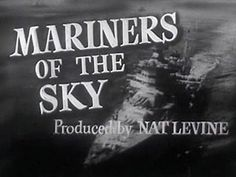 MARINERS
OF THE
SKY
Produced by NAT LEVINE